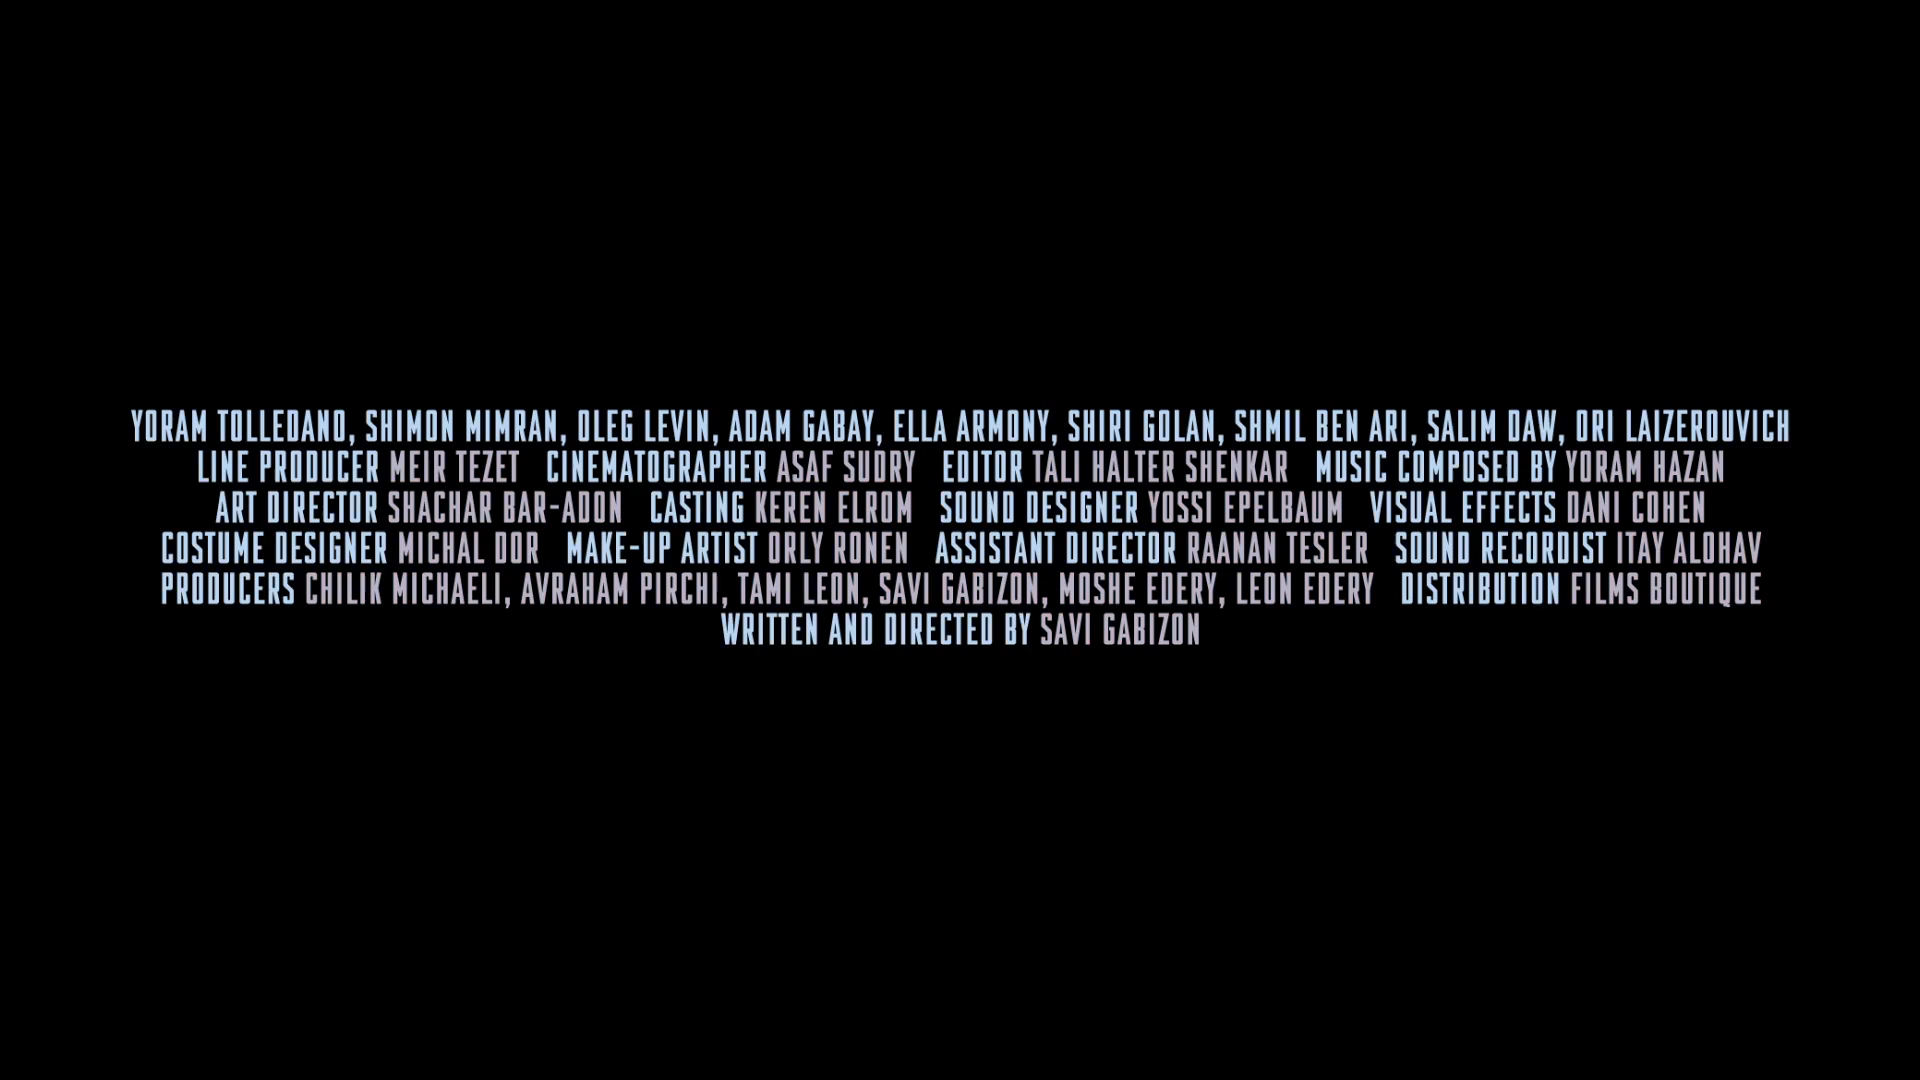 YORAM TOLLEDANO, SHIMON MIMRAN, OLEG LEVIN, ADAM GABAY, ELLA ARMONY, SHIRI GOLAN, SHMIL BEN ARI, SALIM DAW, ORI LAIZEROUVICH
LINE PRODUCER MEIR TEZET CINEMATOGRAPHER ASAF SUDRY EDITOR TALI HALTER SHENKAR MUSIC COMPOSED BY YORAM HAZAN
ART DIRECTOR SHACHAR BAR-ADON CASTING KEREN ELROM SOUND DESIGNER YOSSI EPELBAUM VISUAL EFFECTS DANI COHEN
COSTUME DESIGNER MICHAL DOR MAKE-UP ARTIST ORLY RONEN ASSISTANT DIRECTOR RAANAN TESLER SOUND RECORDIST ITAY ALOHAV
PRODUCERS CHILIK MICHAELI, AVRAHAM PIRCHI, TAMI LEON, SAVI GABIZON, MOSHE EDERY, LEON EDERY DISTRIBUTION FILMS BOUTIQUE
WRITTEN AND DIRECTED BY SAVI GABIZON